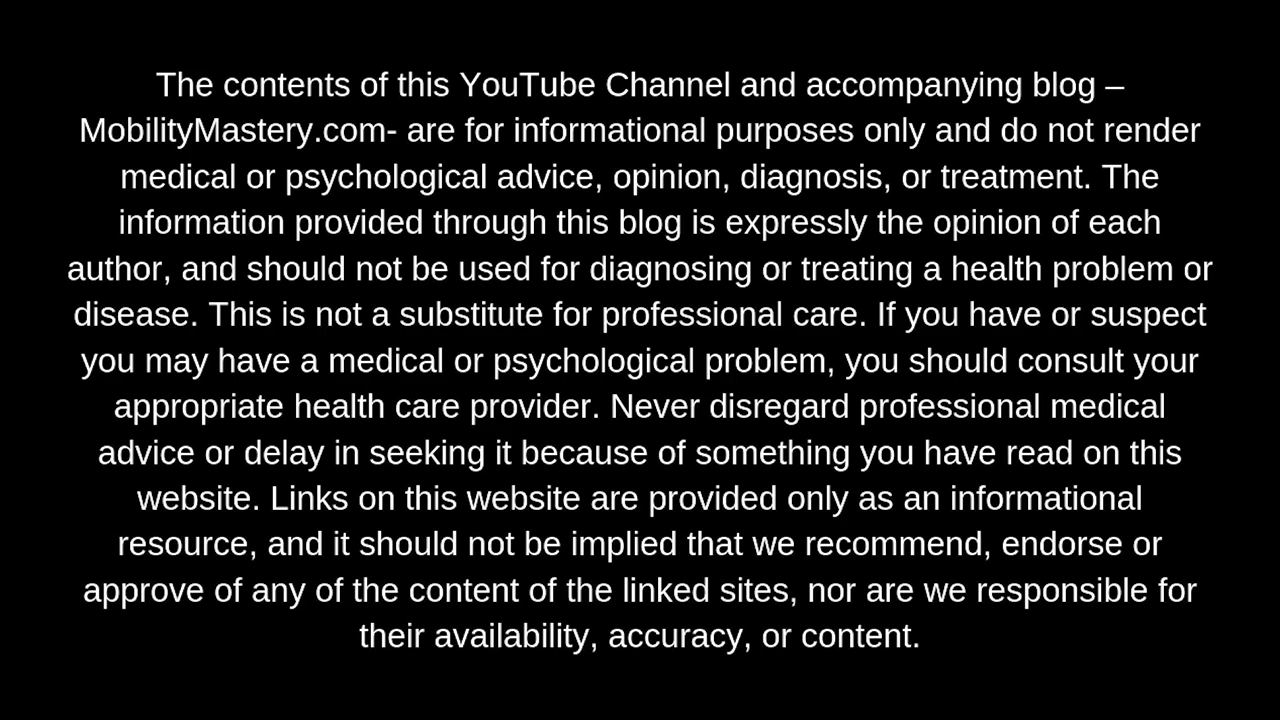 The contents of this YouTube Channel and accompanying blog –
MobilityMastery.com- are for informational purposes only and do not render
medical or psychological advice, opinion, diagnosis, or treatment. The
information provided through this blog is expressly the opinion of each
author, and should not be used for diagnosing or treating a health problem or
disease. This is not a substitute for professional care. If you have or suspect
you may have a medical or psychological problem, you should consult your
appropriate health care provider. Never disregard professional medical
advice or delay in seeking it because of something you have read on this
website. Links on this website are provided only as an informational
resource, and it should not be implied that we recommend, endorse or
approve of any of the content of the linked sites, nor are we responsible for
their availability, accuracy, or content.